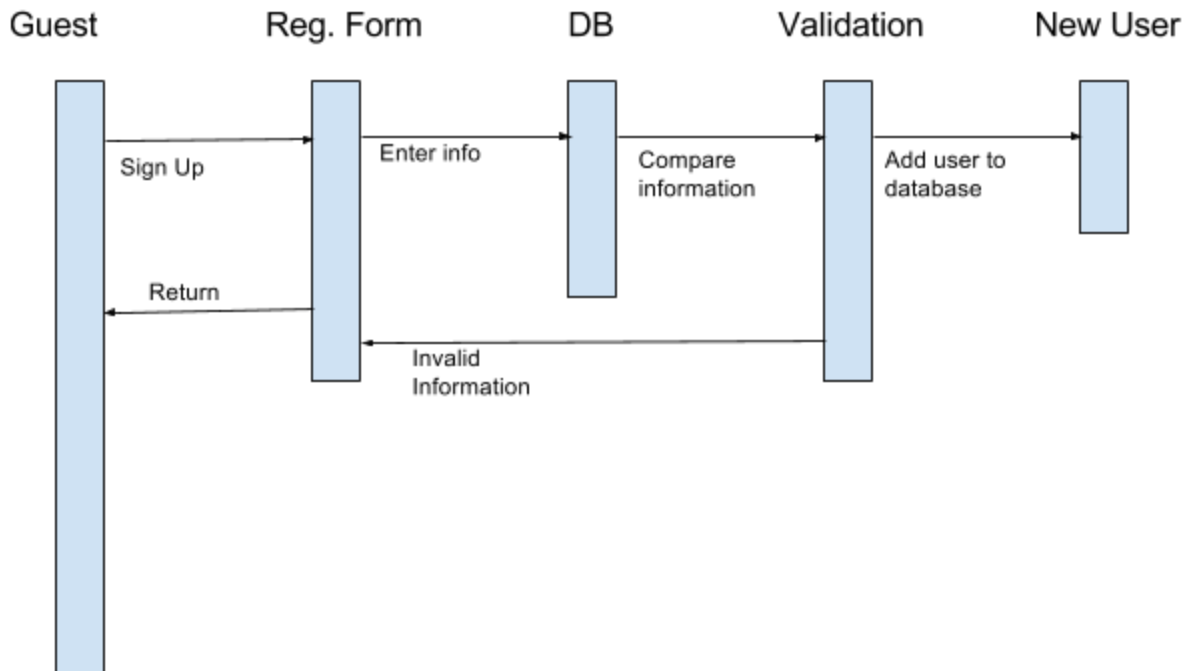 Guest
Reg. Form
DB
Validation
New User
Sign Up
Enter info
Compare
information
Add user to
database
Return
Invalid
Information